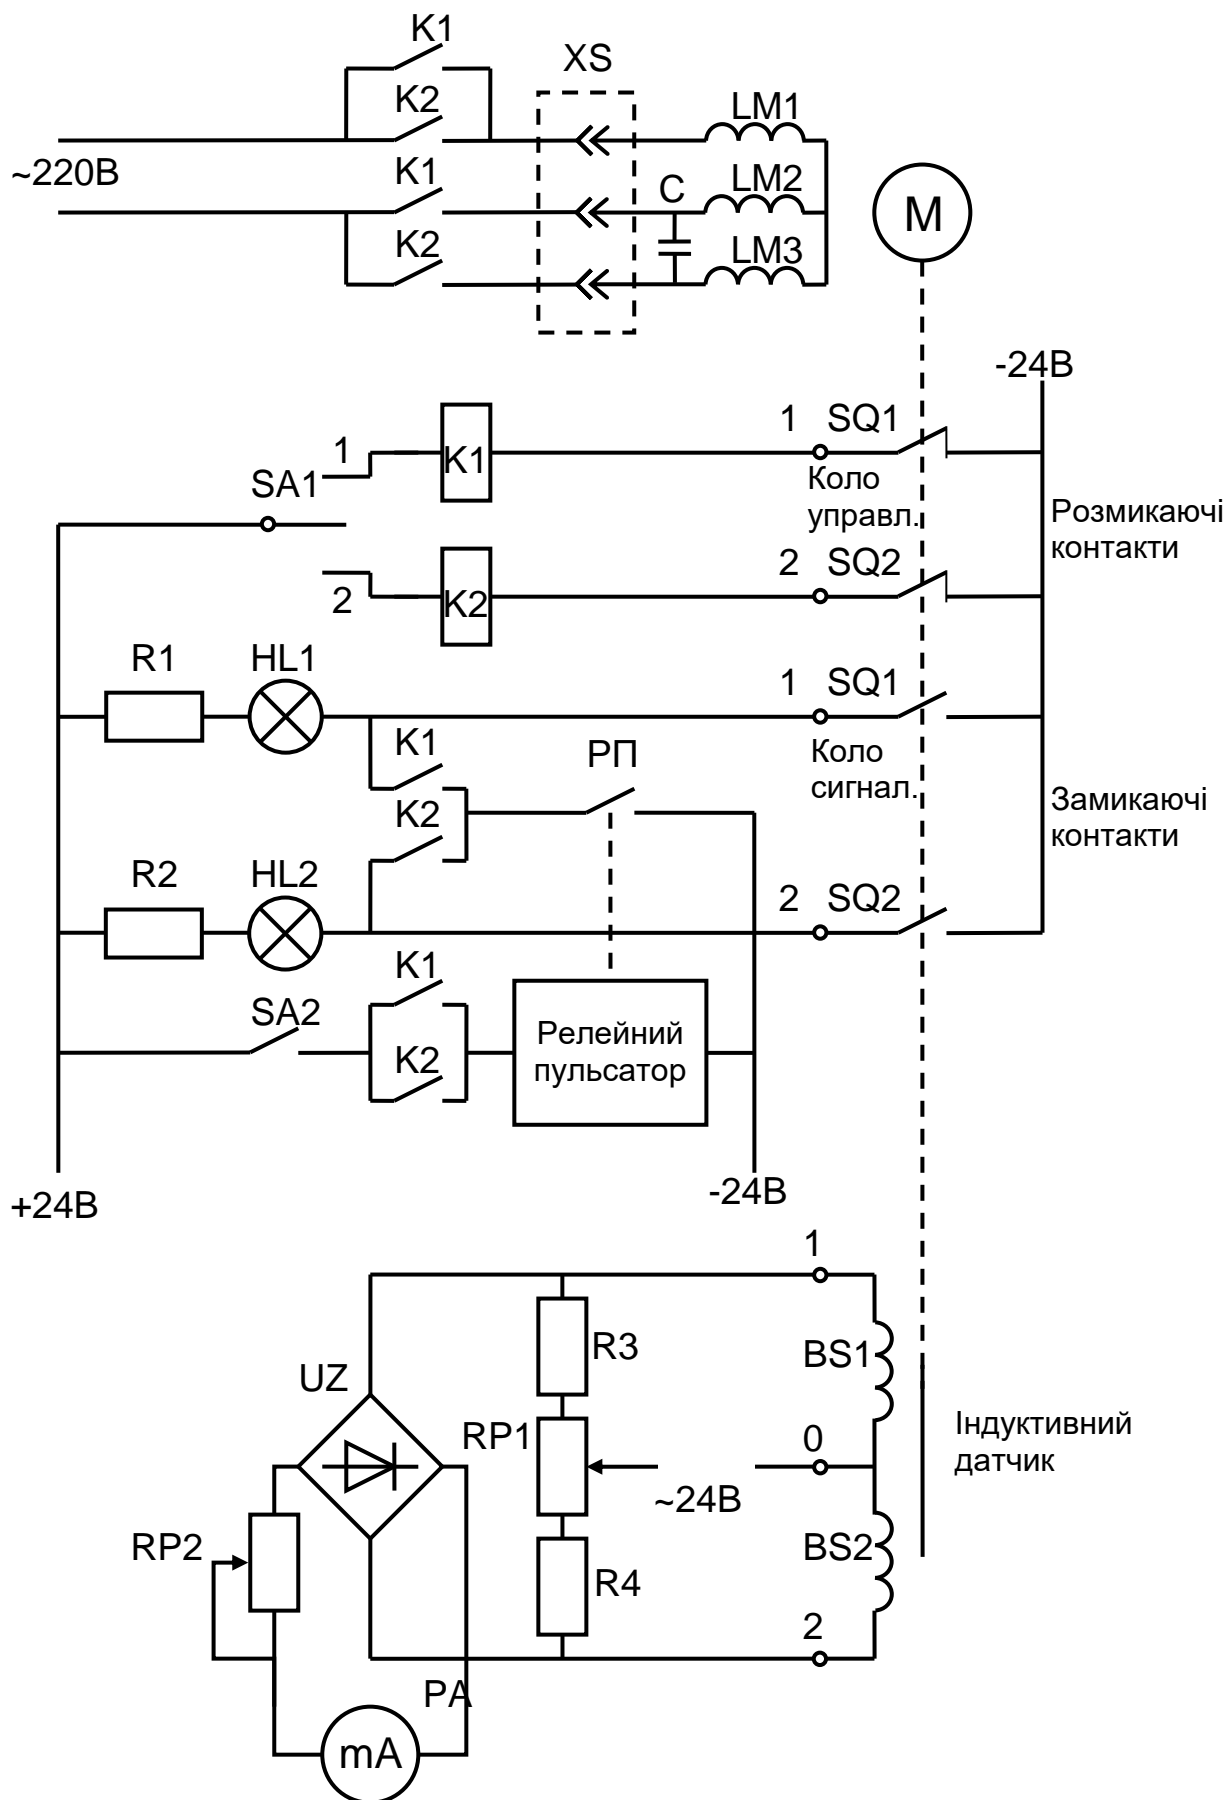 K1
XS
K2
LM1
~220В
K1
C
LM2
M
K2
LM3
-24В
1
1 SQ1
K1
SA1
Коло
управл.
Розмикаючі
контакти
2 SQ2
2
K2
R1
HL1
1 SQ1
K1
РП
Коло
сигнал.
Замикаючі
контакти
K2
R2
HL2
2 SQ2
K1
SA2
Релейний
пульсатор
K2
+24В
-24В
1
R3
BS1
UZ
RP1
0
Індуктивний
датчик
~24В
RP2
R4
BS2
2
PA
mA